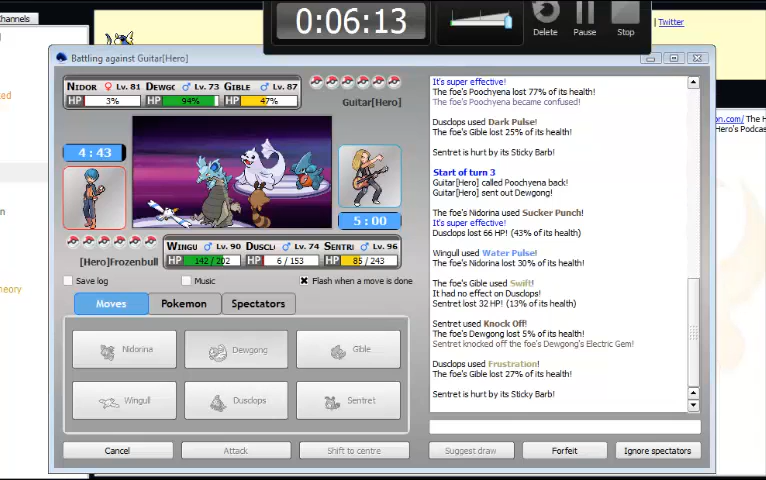 Channels
0:06:13
Delete
Pause
Stop
| Twitter
Battling against Guitar[Hero]
NIDOR ♀ Lv. 81
HP 3%
DEWGO ♂ Lv. 73
HP 94%
GIBLE ♂ Lv. 87
HP 47%
Guitar[Hero]
4:43
5:00
[Hero]Frozenbull
WINGU ♂ Lv. 90
HP 142 / 202
DUSCL ♂ Lv. 74
HP 6 / 153
SENTRI ♂ Lv. 96
HP 85 / 243
Save log
Music
Flash when a move is done
Moves
Pokemon
Spectators
Nidorina
Dewgong
Gible
Wingull
Dusclops
Sentret
Cancel
Attack
Shift to centre
It's super effective!
The foe's Poochyena lost 77% of its health!
The foe's Poochyena became confused!
Dusclops used Dark Pulse!
The foe's Gible lost 25% of its health!
Sentret is hurt by its Sticky Barb!
Start of turn 3
Guitar[Hero] called Poochyena back!
Guitar[Hero] sent out Dewgong!
The foe's Nidorina used Sucker Punch!
It's super effective!
Dusclops lost 66 HP! (43% of its health)
Wingull used Water Pulse!
The foe's Nidorina lost 30% of its health!
The foe's Gible used Swift!
It had no effect on Dusclops!
Sentret lost 32 HP! (13% of its health)
Sentret used Knock Off!
The foe's Dewgong lost 5% of its health!
Sentret knocked off the foe's Dewgong's Electric Gem!
Dusclops used Frustration!
The foe's Gible lost 27% of its health!
Sentret is hurt by its Sticky Barb!
Suggest draw
Forfeit
Ignore spectators
on.com/ The H
Hero's Podcas
heory